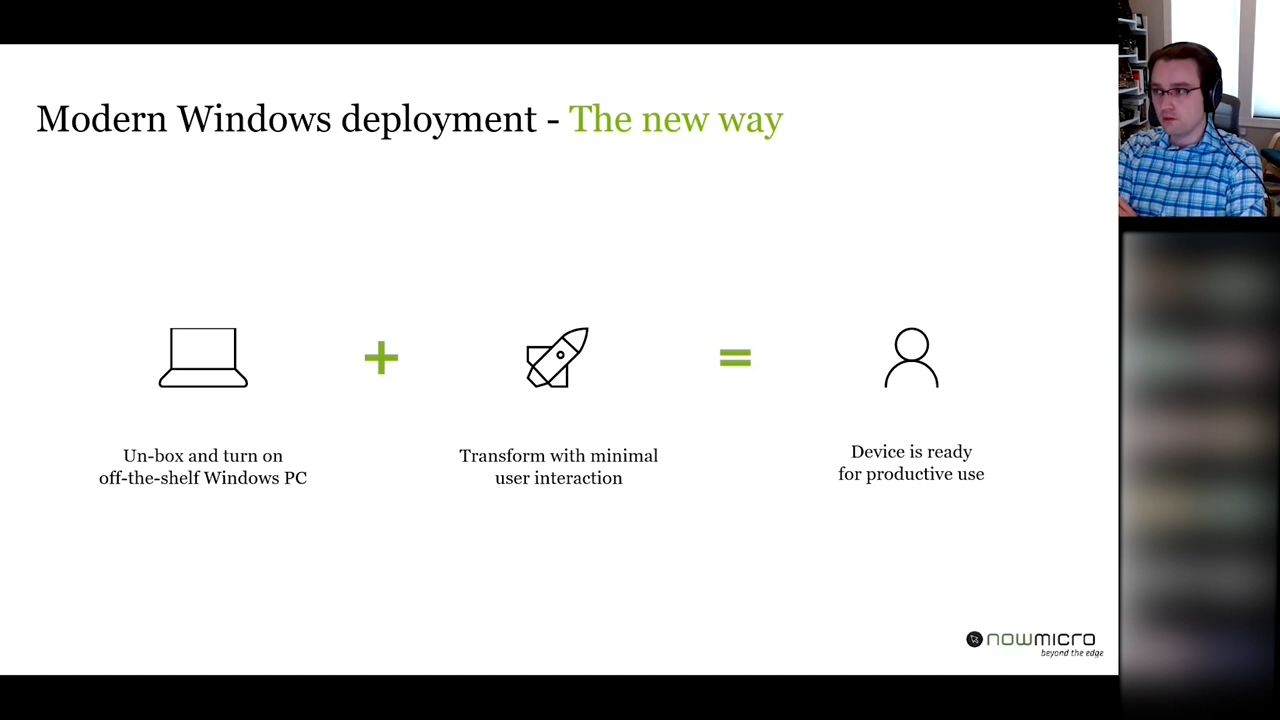 Modern Windows deployment - The new way
+
=
Un-box and turn on
off-the-shelf Windows PC
Transform with minimal
user interaction
Device is ready
for productive use
nowmicro
beyond the edge